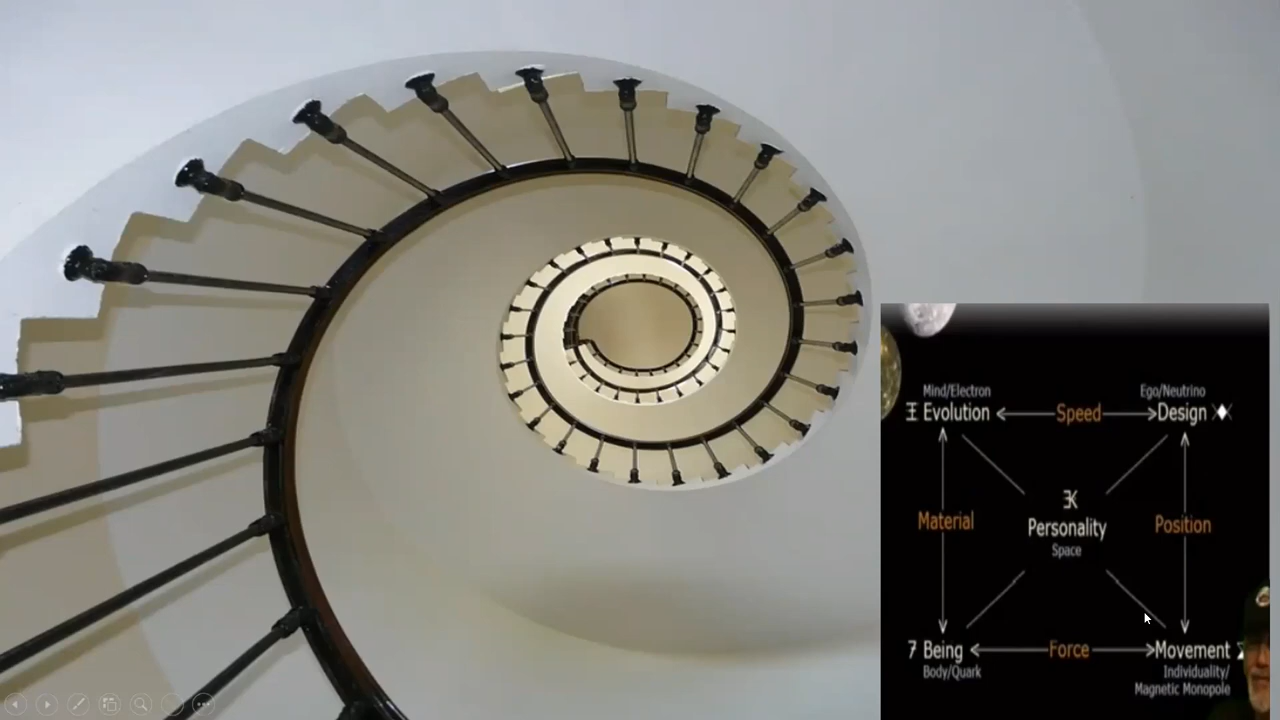 Mind/Electron
Ego/Neutrino
Evolution
Speed
Design
Material
Personality
Position
Space
Being
Force
Movement
Body/Quark
Individuality/
Magnetic Monopole